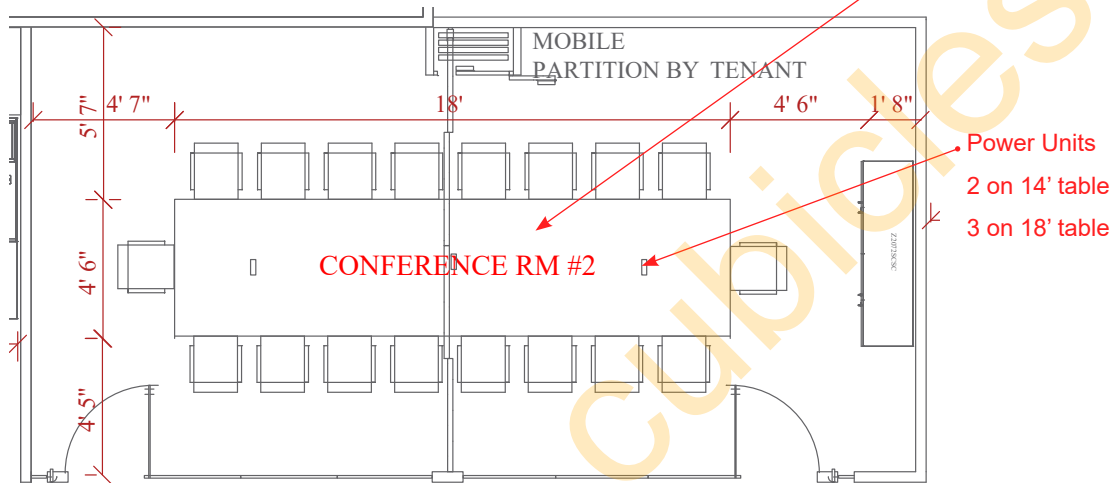 MOBILE
PARTITION BY TENANT
4' 7"
18'
4' 6"
1' 8"
5' 7"
Power Units
2 on 14’ table
3 on 18’ table
4' 6"
CONFERENCE RM #2
Z2072SCSC
4' 5"
cubicles